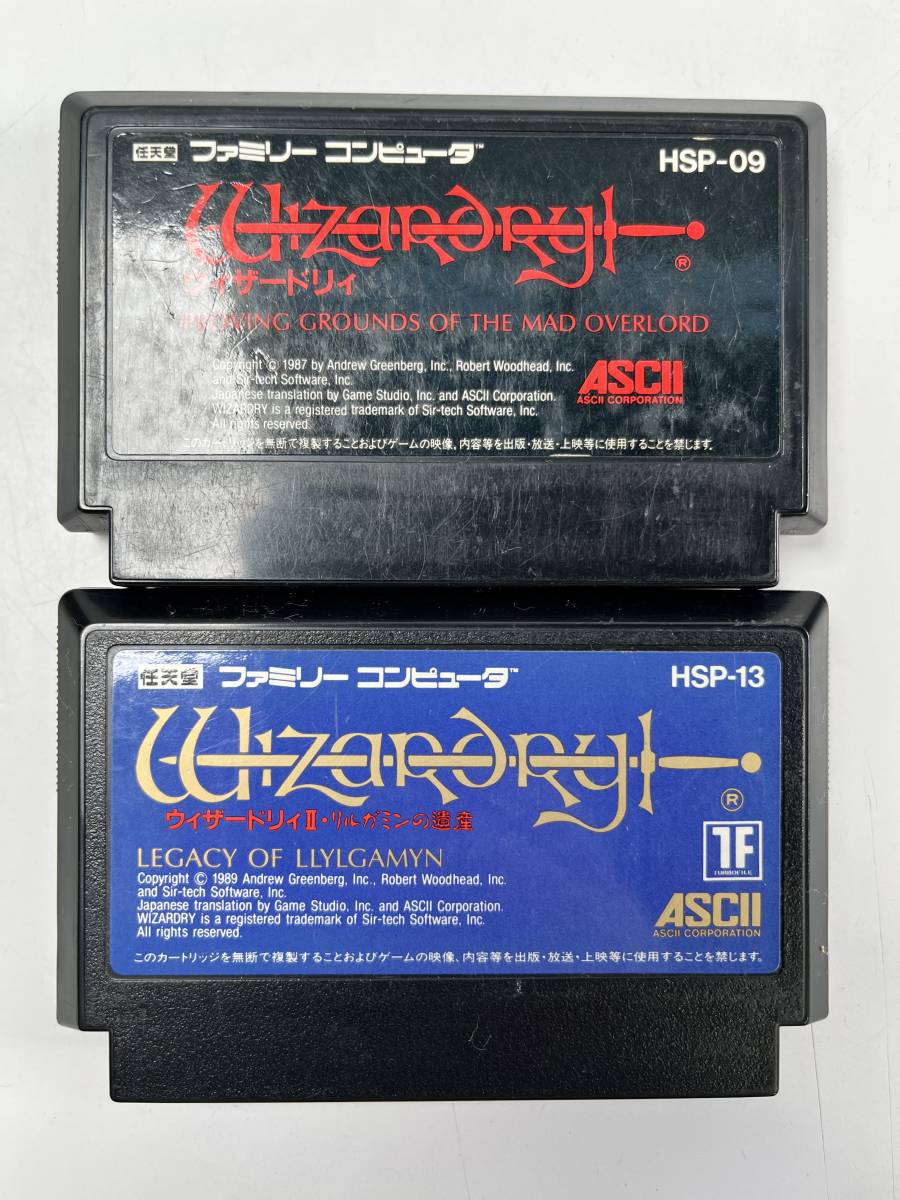 任天堂 ファミリー コンピュータ™ HSP-09
Wizardry®
ウィザードリィ
PROVING GROUNDS OF THE MAD OVERLORD
Copyright © 1987 by Andrew Greenberg, Inc., Robert Woodhead, Inc.
and Sir-tech Software, Inc.
Japanese translation by Game Studio, Inc. and ASCII Corporation.
WIZARDRY is a registered trademark of Sir-tech Software, Inc.
All rights reserved.
ASCII
ASCII CORPORATION
このカートリッジを無断で複製することおよびゲームの映像、内容等を出版・放送・上映等に使用することを禁じます。
任天堂 ファミリー コンピュータ™ HSP-13
Wizardry®
ウィザードリィII・リルガミンの遺産
LEGACY OF LLYLGAMYN
Copyright © 1989 Andrew Greenberg, Inc., Robert Woodhead, Inc.
and Sir-tech Software, Inc.
Japanese translation by Game Studio, Inc. and ASCII Corporation.
WIZARDRY is a registered trademark of Sir-tech Software, Inc.
All rights reserved.
TF
TURBOFILE
ASCII
ASCII CORPORATION
このカートリッジを無断で複製することおよびゲームの映像、内容等を出版・放送・上映等に使用することを禁じます。